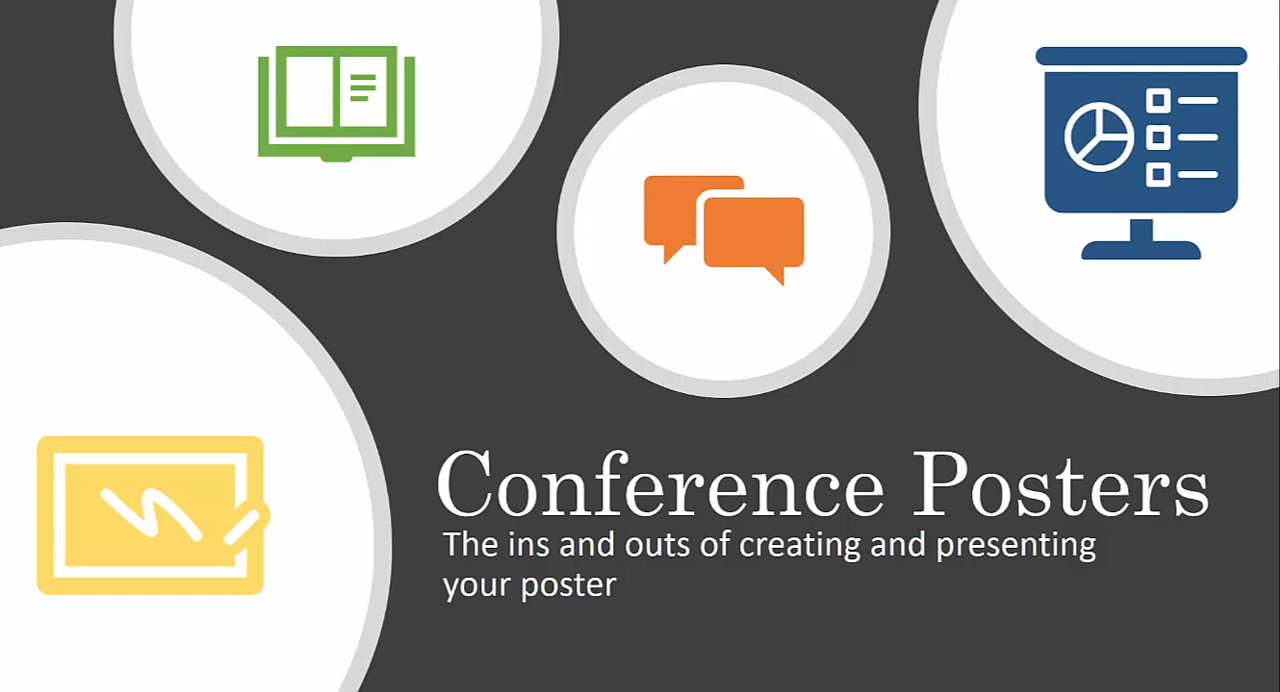 Conference Posters
The ins and outs of creating and presenting
your poster